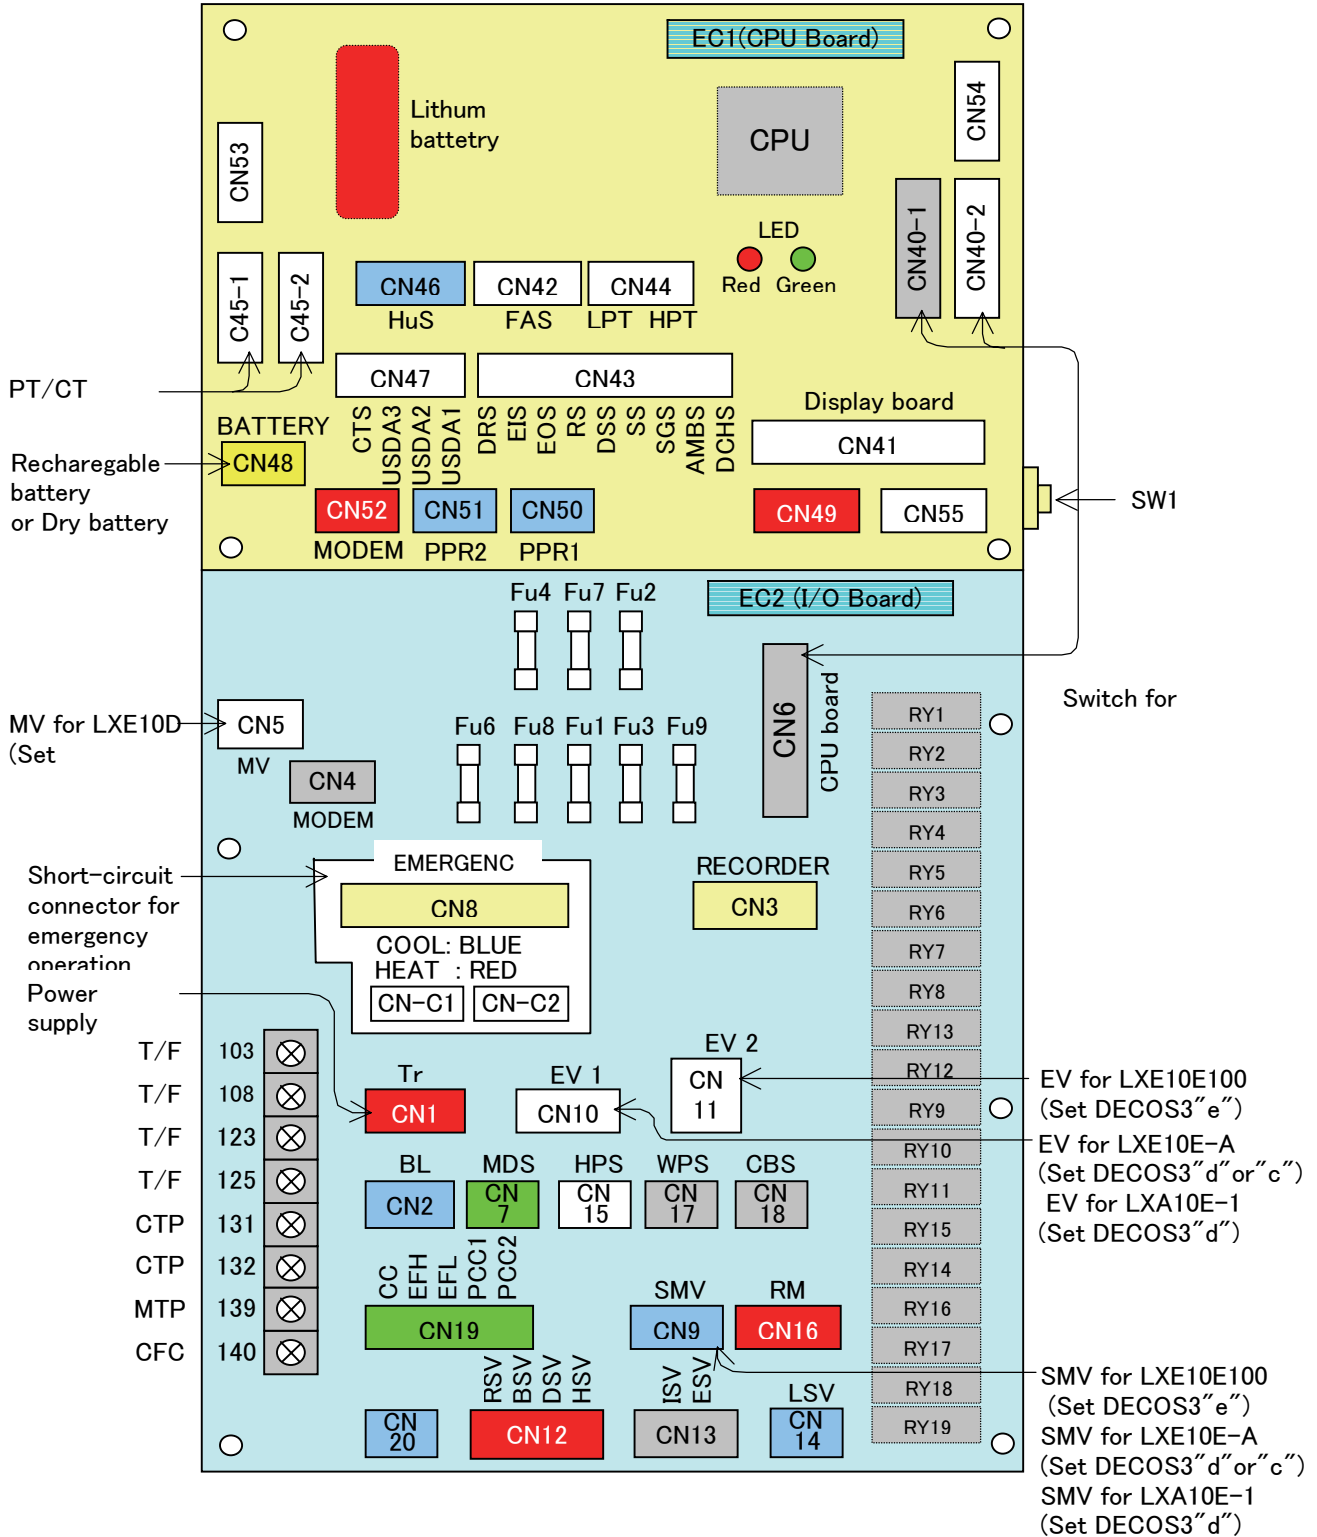 EC1(CPU Board)
Lithum
battetry
CPU
CN54
CN53
LED
Red Green
CN40-1
CN40-2
C45-1
C45-2
CN46
CN42
CN44
HuS
FAS
LPT HPT
PT/CT
CN47
CN43
CTS
USDA3
USDA2
USDA1
DRS
EIS
EOS
RS
DSS
SS
SGS
AMBS
DCHS
Display board
CN41
BATTERY
CN48
Recharegable
battery
or Dry battery
CN52
CN51
CN50
CN49
CN55
SW1
MODEM
PPR2
PPR1
Fu4 Fu7 Fu2
EC2 (I/O Board)
CN6
CPU board
Switch for
MV for LXE10D
(Set
CN5
MV
CN4
MODEM
Fu6 Fu8 Fu1 Fu3 Fu9
RY1
RY2
RY3
RY4
RY5
RY6
RY7
RY8
RY13
RY12
RY9
RY10
RY11
RY15
RY14
RY16
RY17
RY18
RY19
Short-circuit
connector for
emergency
operation
EMERGENC
CN8
COOL: BLUE
HEAT : RED
CN-C1
CN-C2
RECORDER
CN3
Power
supply
T/F 103
T/F 108
T/F 123
T/F 125
CTP 131
CTP 132
MTP 139
CFC 140
Tr
CN1
EV 1
CN10
EV 2
CN
11
EV for LXE10E100
(Set DECOS3"e")
EV for LXE10E-A
(Set DECOS3"d"or"c")
EV for LXA10E-1
(Set DECOS3"d")
BL
CN2
MDS
CN
7
HPS
CN
15
WPS
CN
17
CBS
CN
18
CC
EFH
EFL
PCC1
PCC2
CN19
SMV
CN9
RM
CN16
RSV
BSV
DSV
HSV
ISV
ESV
LSV
CN
20
CN12
CN13
CN
14
SMV for LXE10E100
(Set DECOS3"e")
SMV for LXE10E-A
(Set DECOS3"d"or"c")
SMV for LXA10E-1
(Set DECOS3"d")